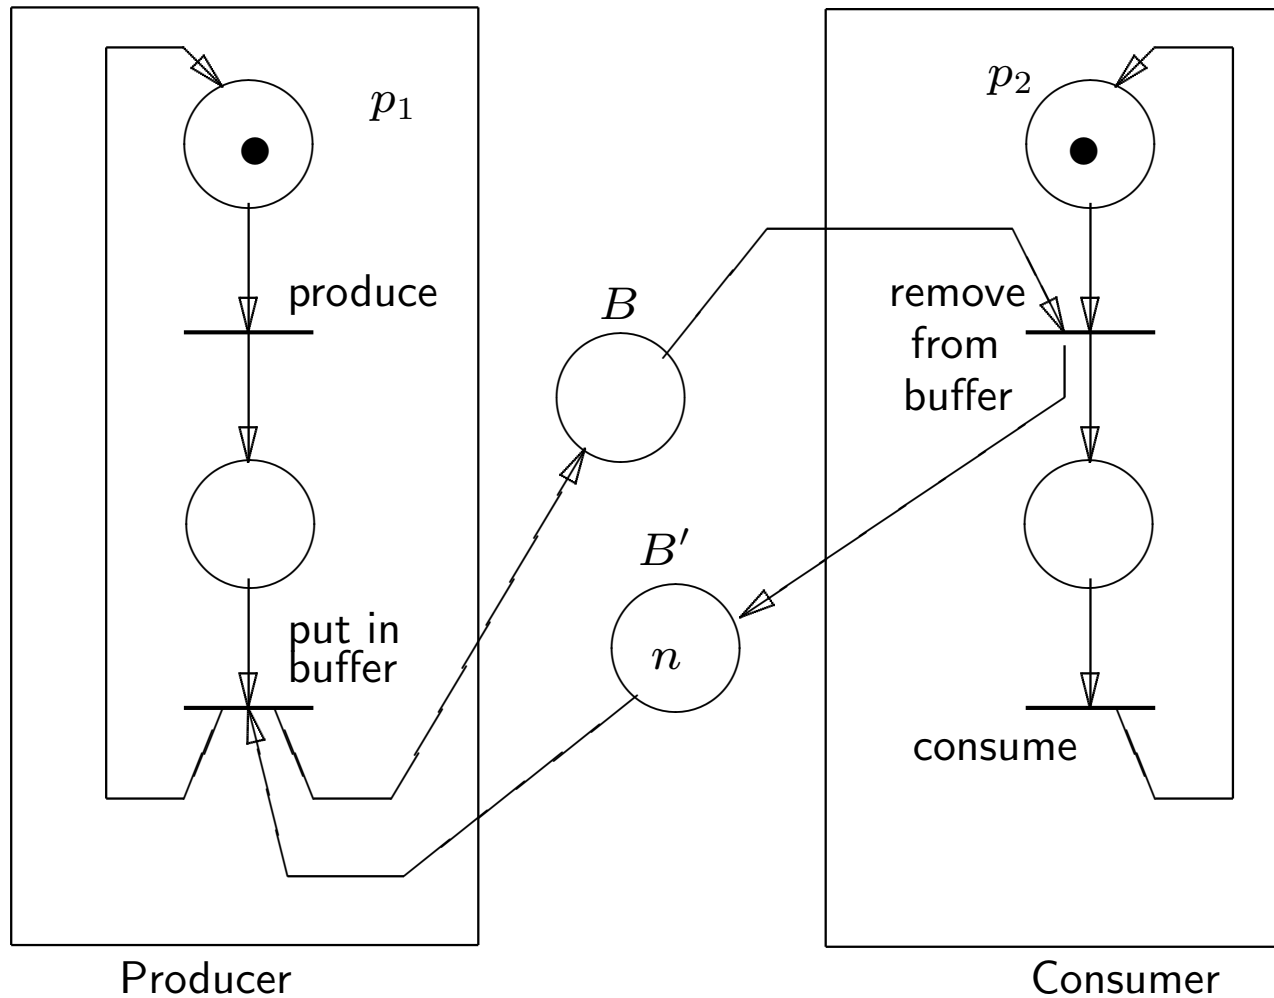 p₁
p₂
produce
B
remove
from
buffer
B′
n
put in
buffer
consume
Producer
Consumer